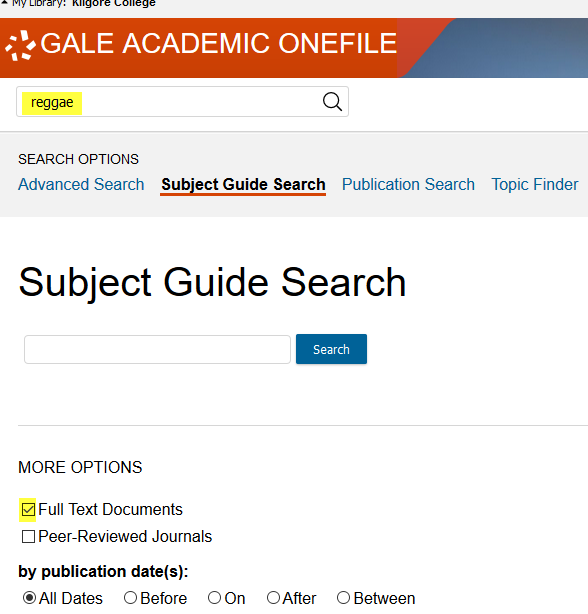 My Library: Kilgore College
GALE ACADEMIC ONEFILE
reggae
SEARCH OPTIONS
Advanced Search Subject Guide Search Publication Search Topic Finder
Subject Guide Search
Search
MORE OPTIONS
Full Text Documents
Peer-Reviewed Journals
by publication date(s):
All Dates Before On After Between